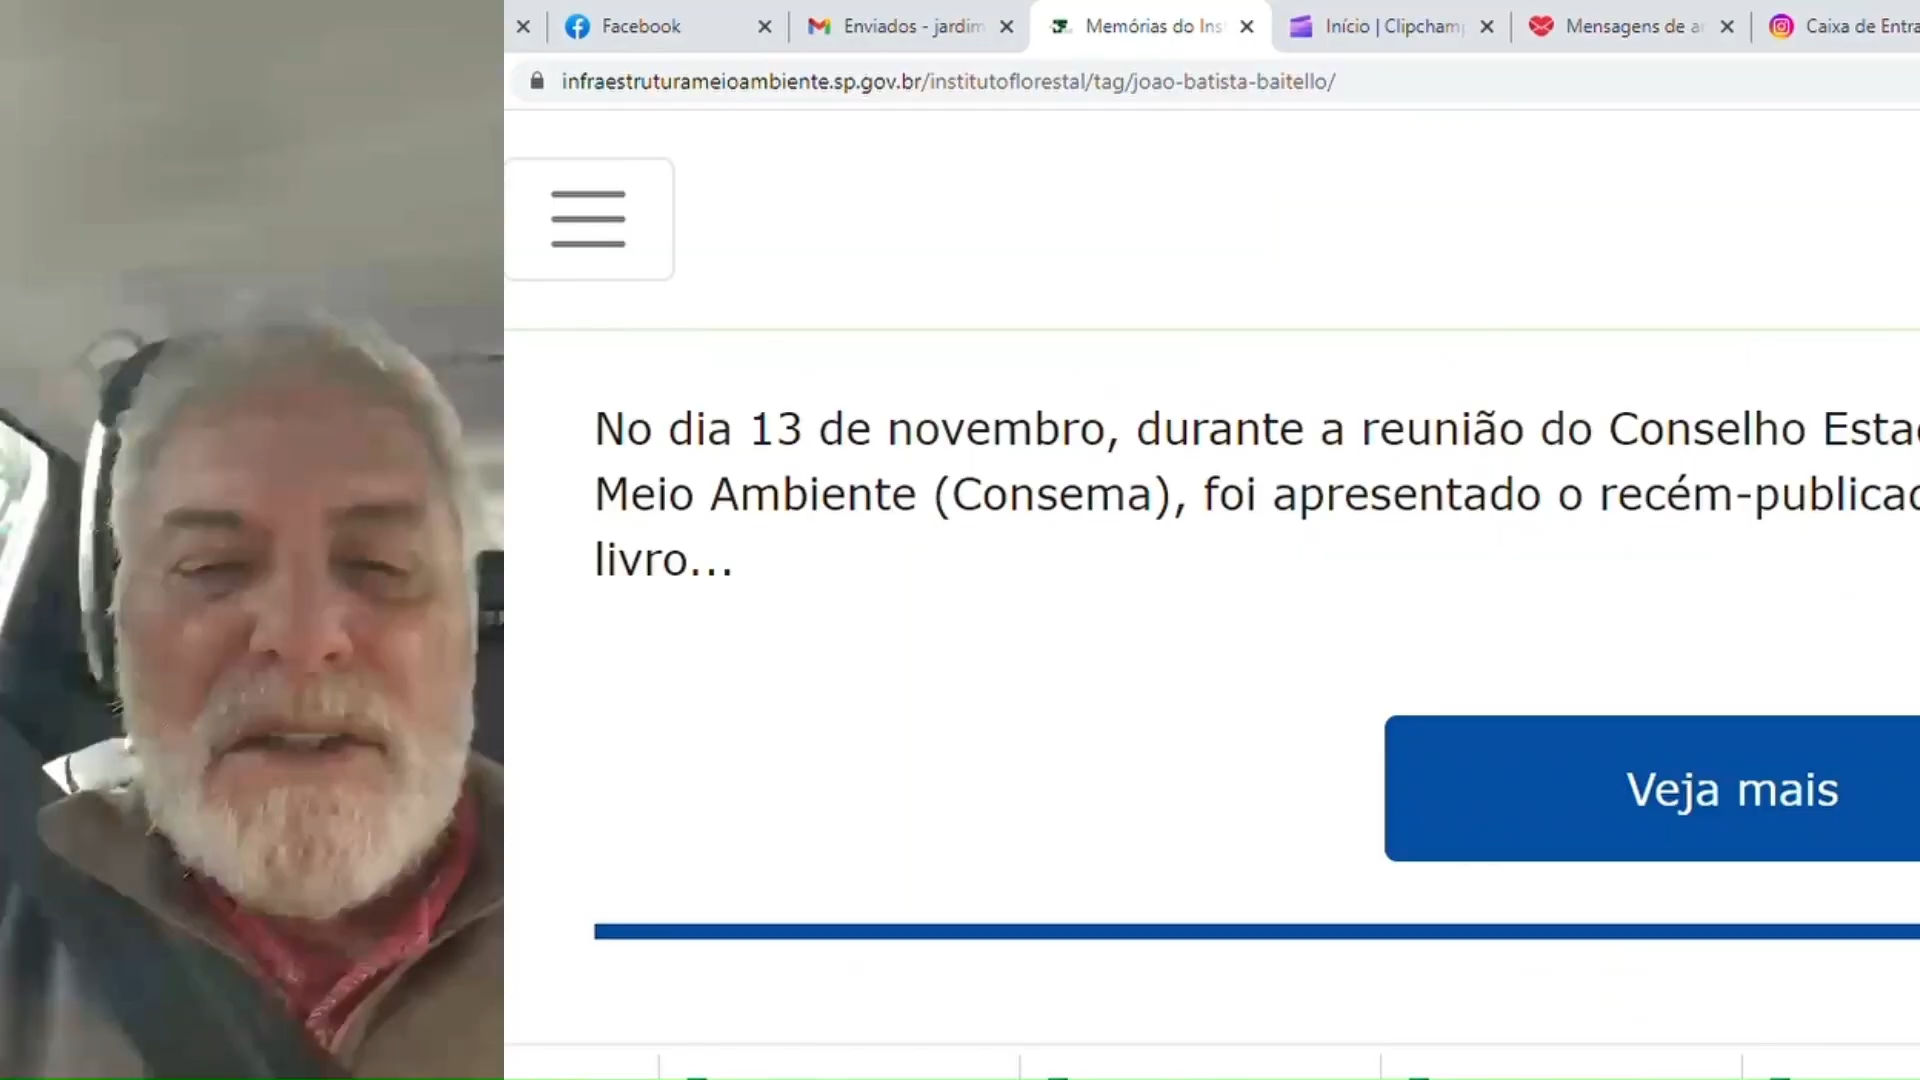 Facebook
Enviados - jardim
Memórias do Ins
Início | Clipcham
Mensagens de a
Caixa de Entra
infraestruturameioambiente.sp.gov.br/institutoflorestal/tag/joao-batista-baitello/
No dia 13 de novembro, durante a reunião do Conselho Esta
Meio Ambiente (Consema), foi apresentado o recém-publica
livro...
Veja mais